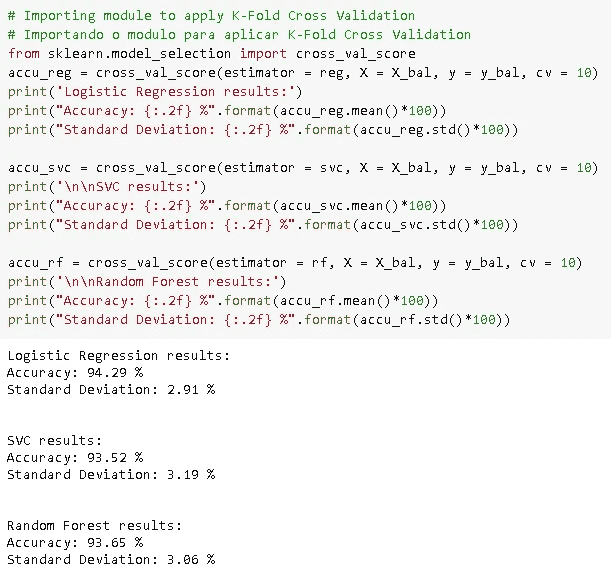 # Importing module to apply K-Fold Cross Validation
# Importando o modulo para aplicar K-Fold Cross Validation
from sklearn.model_selection import cross_val_score
accu_reg = cross_val_score(estimator = reg, X = X_bal, y = y_bal, cv = 10)
print('Logistic Regression results:')
print("Accuracy: {:.2f} %".format(accu_reg.mean()*100))
print("Standard Deviation: {:.2f} %".format(accu_reg.std()*100))

accu_svc = cross_val_score(estimator = svc, X = X_bal, y = y_bal, cv = 10)
print('\n\nSVC results:')
print("Accuracy: {:.2f} %".format(accu_svc.mean()*100))
print("Standard Deviation: {:.2f} %".format(accu_svc.std()*100))

accu_rf = cross_val_score(estimator = rf, X = X_bal, y = y_bal, cv = 10)
print('\n\nRandom Forest results:')
print("Accuracy: {:.2f} %".format(accu_rf.mean()*100))
print("Standard Deviation: {:.2f} %".format(accu_rf.std()*100))

Logistic Regression results:
Accuracy: 94.29 %
Standard Deviation: 2.91 %

SVC results:
Accuracy: 93.52 %
Standard Deviation: 3.19 %

Random Forest results:
Accuracy: 93.65 %
Standard Deviation: 3.06 %